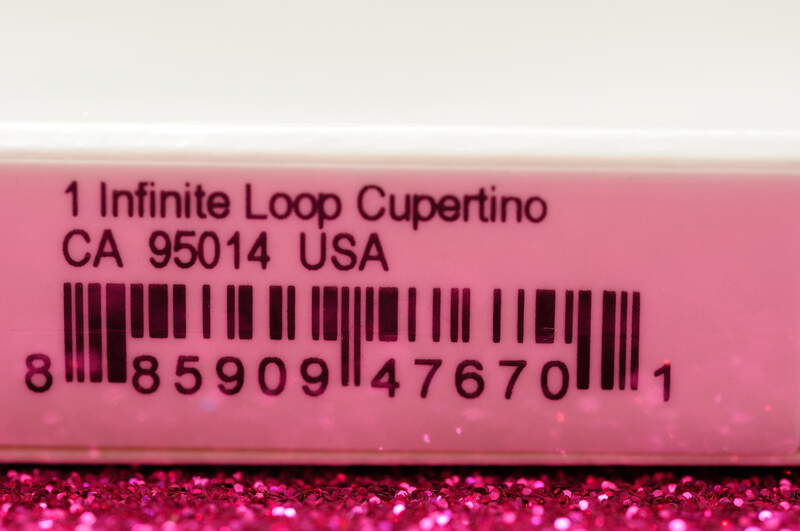 1 Infinite Loop Cupertino
CA 95014 USA
8 85909 47670 1